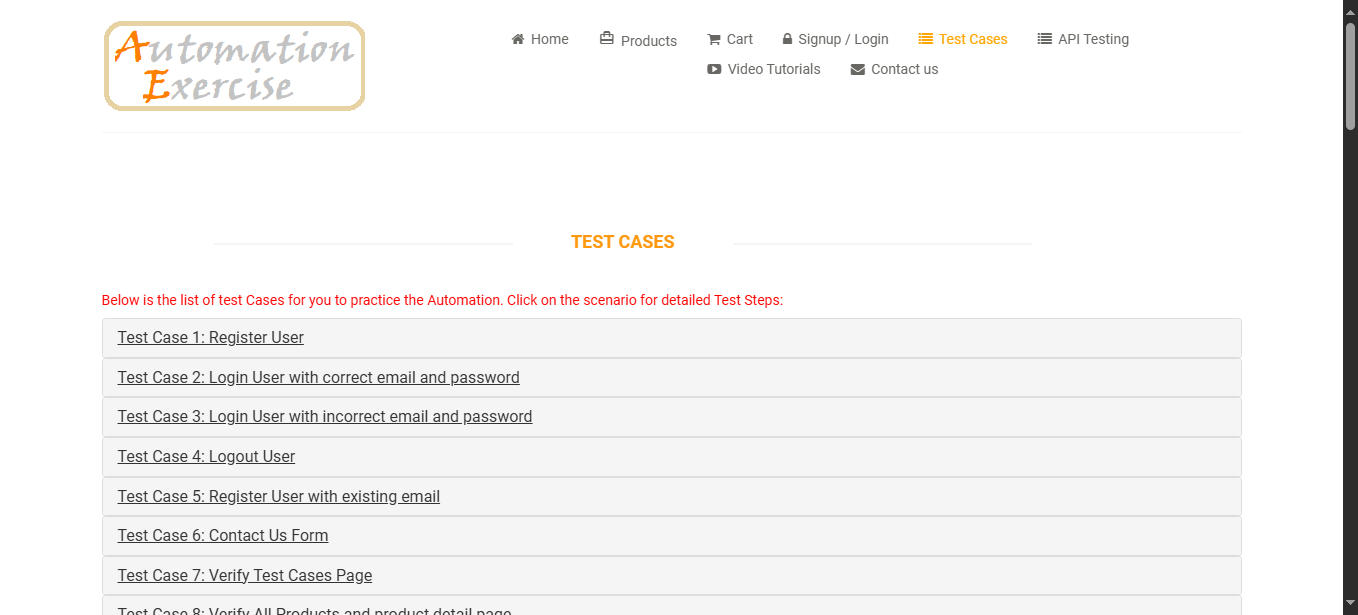 Automation
Exercise
Home Products Cart Signup / Login Test Cases API Testing
Video Tutorials Contact us
TEST CASES
Below is the list of test Cases for you to practice the Automation. Click on the scenario for detailed Test Steps:
Test Case 1: Register User
Test Case 2: Login User with correct email and password
Test Case 3: Login User with incorrect email and password
Test Case 4: Logout User
Test Case 5: Register User with existing email
Test Case 6: Contact Us Form
Test Case 7: Verify Test Cases Page
Test Case 8: Verify All Products and product detail page